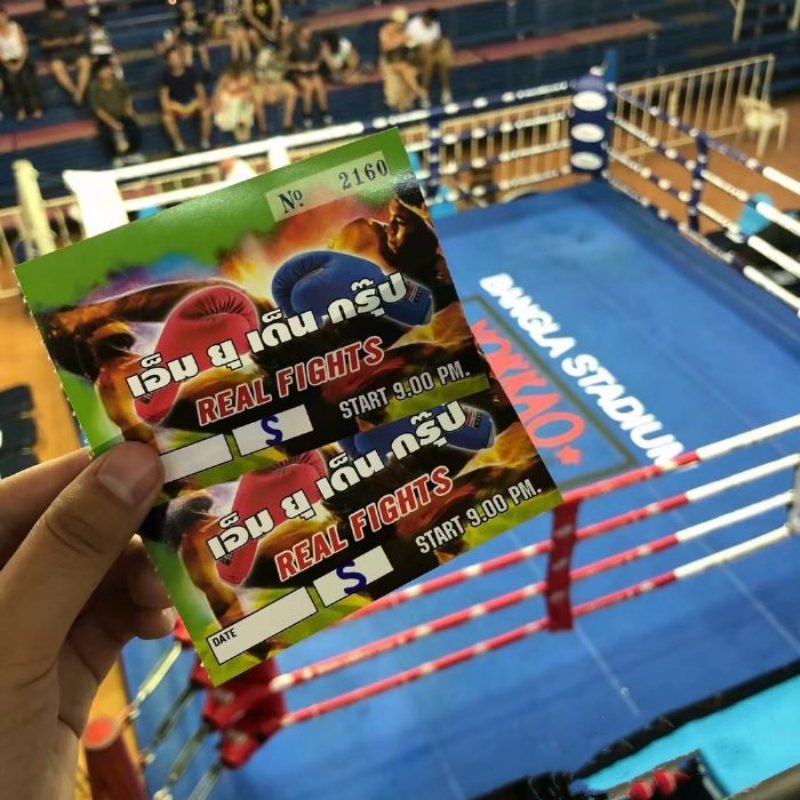 Nº 2160
เอ็ม ยุ เด็น กรุ๊ป
REAL FIGHTS
START 9.00 PM.
S
เอ็ม ยุ เด็น กรุ๊ป
REAL FIGHTS
START 9.00 PM.
DATE
S
BANGLA STADIUM
YOKKAO